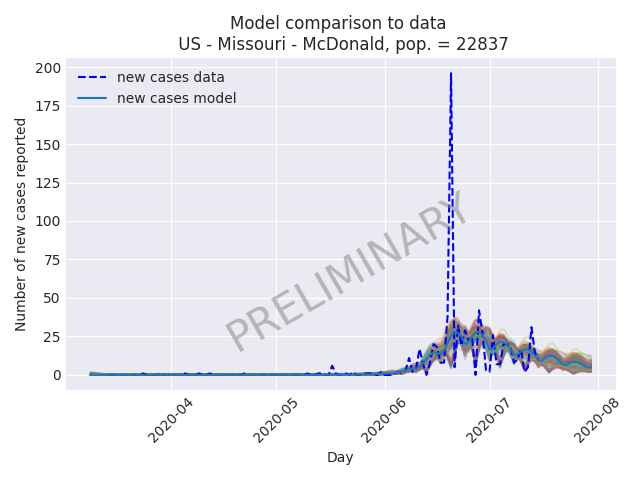 Model comparison to data
US - Missouri - McDonald, pop. = 22837
200
175
150
125
100
75
50
25
0
Number of new cases reported
new cases data
new cases model
PRELIMINARY
2020-04
2020-05
2020-06
2020-07
2020-08
Day